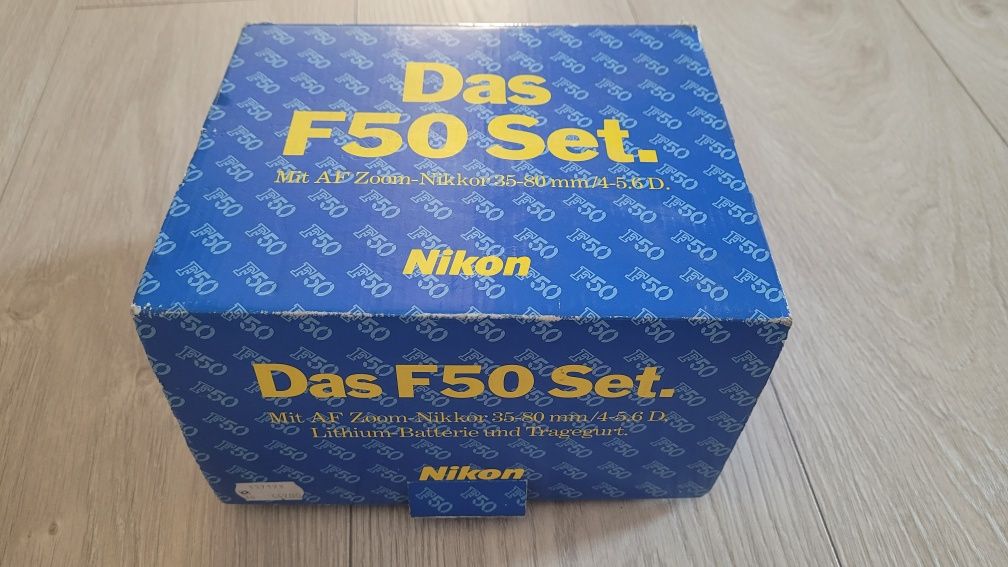 Das
F50 Set.
Mit AF Zoom-Nikkor 35-80 mm/4-5.6 D.
Nikon
Das F50 Set.
Mit AF Zoom-Nikkor 35-80 mm/4-5.6 D,
Lithium-Batterie und Tragegurt.
Nikon
F50